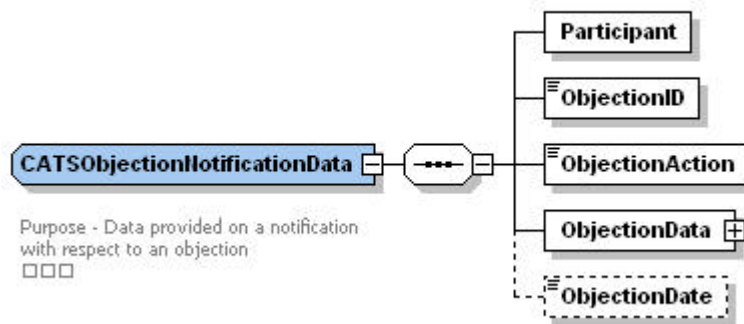 Participant
ObjectionID
CATSObjectionNotificationData
ObjectionAction
Purpose - Data provided on a notification
with respect to an objection
ObjectionData
ObjectionDate